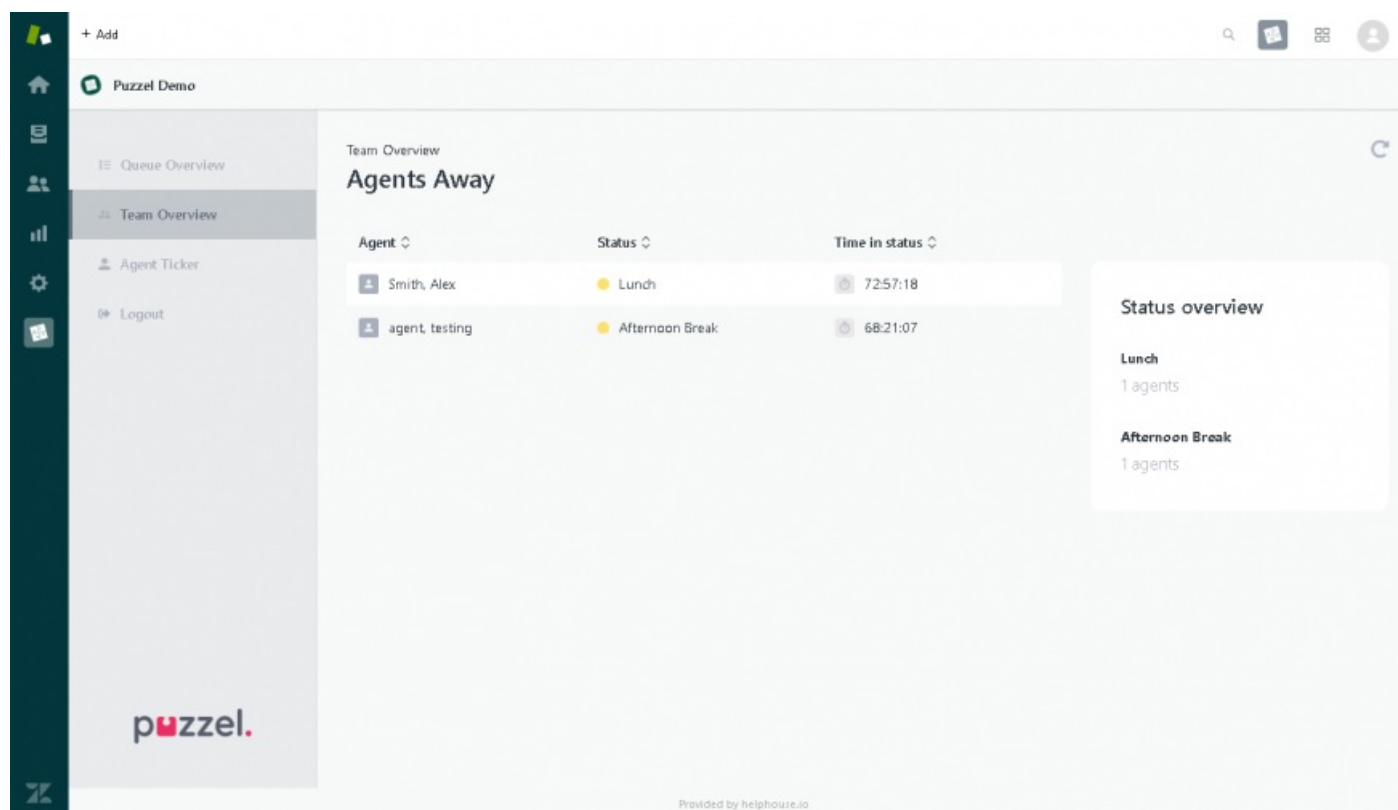 + Add
Puzzel Demo
Queue Overview
Team Overview
Agent Ticker
Logout
puzzel.
Team Overview
Agents Away
Agent Status Time in status
Smith, Alex Lunch 72:57:18
agent, testing Afternoon Break 68:21:07
Status overview
Lunch
1 agents
Afternoon Break
1 agents
Provided by helphouse.io